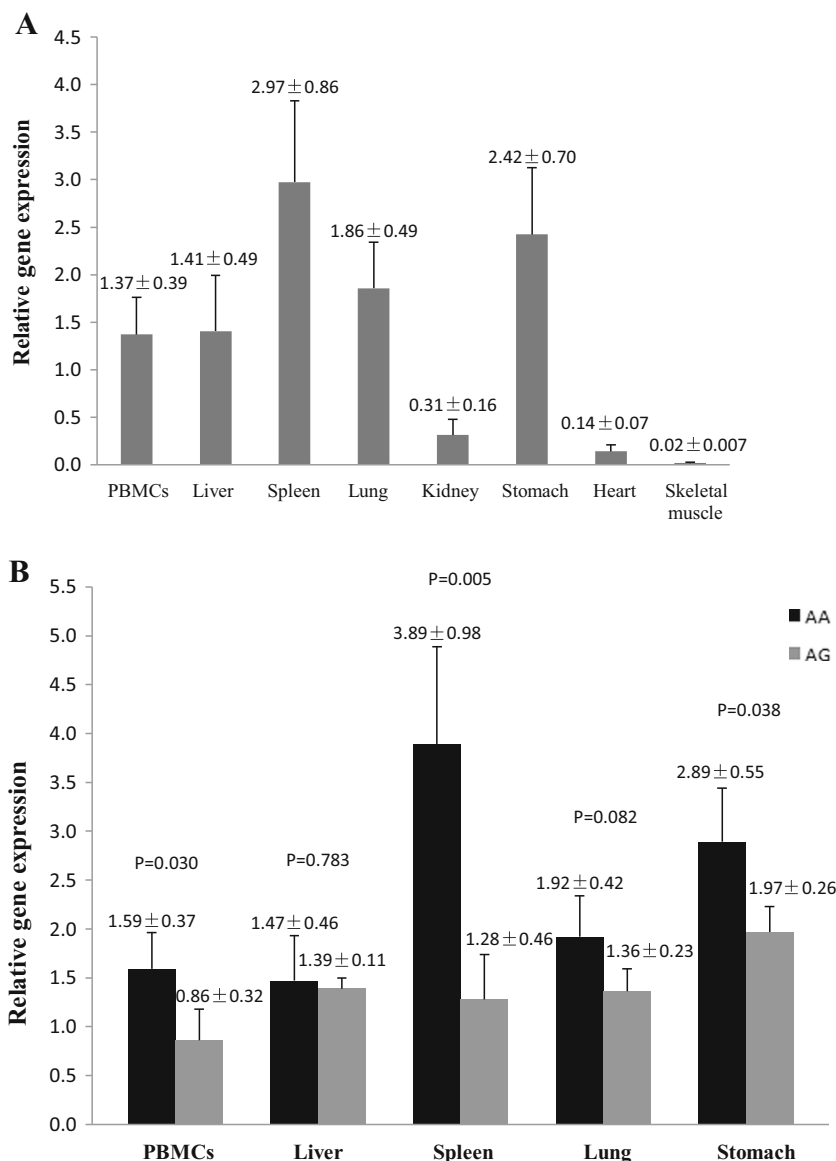 A
Relative gene expression
4.5
4.0
3.5
3.0
2.5
2.0
1.5
1.0
0.5
0.0
1.37±0.39
1.41±0.49
2.97±0.86
1.86±0.49
0.31±0.16
2.42±0.70
0.14±0.07
0.02±0.007
PBMCs Liver Spleen Lung Kidney Stomach Heart Skeletal
muscle
B
Relative gene expression
5.5
5.0
4.5
4.0
3.5
3.0
2.5
2.0
1.5
1.0
0.5
0.0
AA
AG
P=0.030
1.59±0.37
0.86±0.32
P=0.783
1.47±0.46
1.39±0.11
P=0.005
3.89±0.98
1.28±0.46
P=0.082
1.92±0.42
1.36±0.23
P=0.038
2.89±0.55
1.97±0.26
PBMCs Liver Spleen Lung Stomach